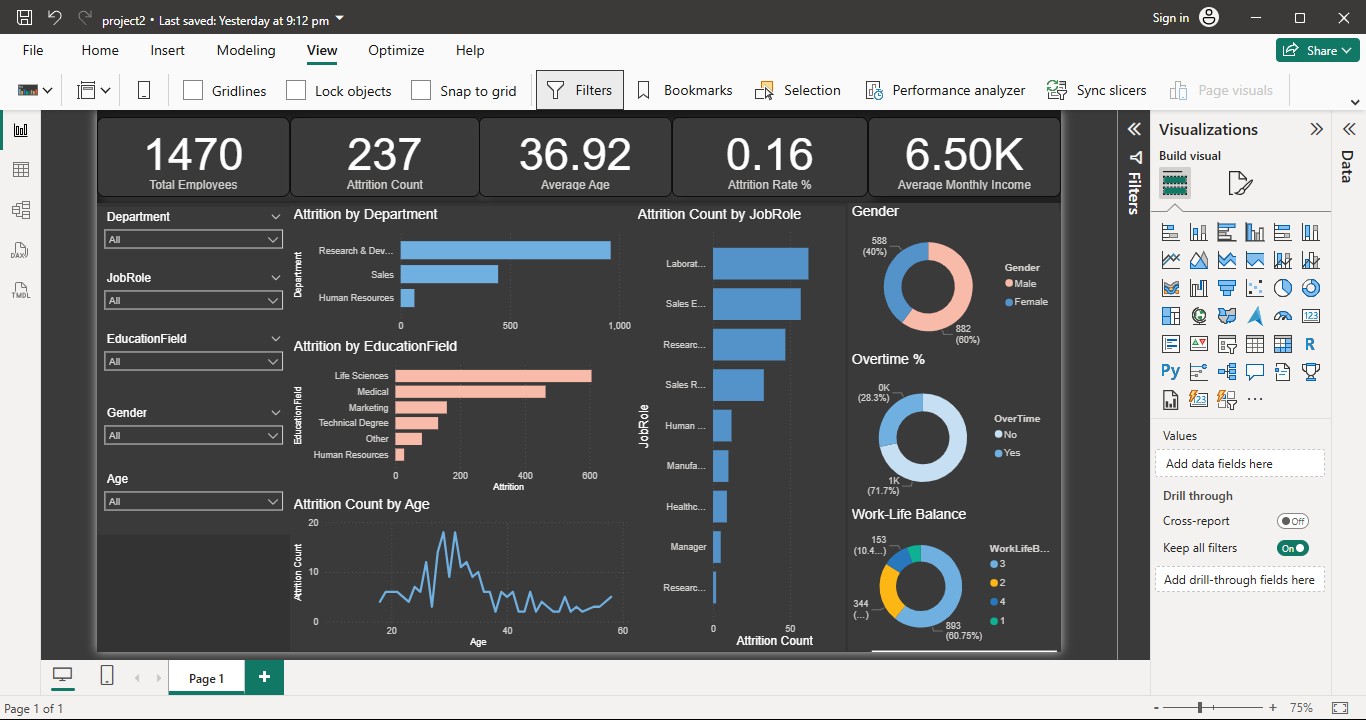 project2 • Last saved: Yesterday at 9:12 pm
Sign in
File
Home
Insert
Modeling
View
Optimize
Help
Share
Gridlines
Lock objects
Snap to grid
Filters
Bookmarks
Selection
Performance analyzer
Sync slicers
Page visuals
DAX
TMDL
1470
Total Employees
237
Attrition Count
36.92
Average Age
0.16
Attrition Rate %
6.50K
Average Monthly Income
Department
All
JobRole
All
EducationField
All
Gender
All
Age
All
Attrition by Department
Department
Research & Dev...
Sales
Human Resources
0
500
1,000
Attrition by EducationField
EducationField
Life Sciences
Medical
Marketing
Technical Degree
Other
Human Resources
0
200
400
600
Attrition
Attrition Count by Age
Attrition Count
20
10
0
20
40
60
Age
Attrition Count by JobRole
JobRole
Laborat...
Sales E...
Researc...
Sales R...
Human ...
Manufa...
Healthc...
Manager
Researc...
0
50
Attrition Count
Gender
588
(40%)
882
(60%)
Gender
Male
Female
Overtime %
0K
(28.3%)
1K
(71.7%)
OverTime
No
Yes
Work-Life Balance
153
(10.4...)
344
(...)
893
(60.75%)
WorkLifeB...
3
2
4
1
Filters
Visualizations
Build visual
123
R
Py
123
...
Values
Add data fields here
Drill through
Cross-report
Off
Keep all filters
On
Add drill-through fields here
Data
Page 1
+
Page 1 of 1
-
+
75%